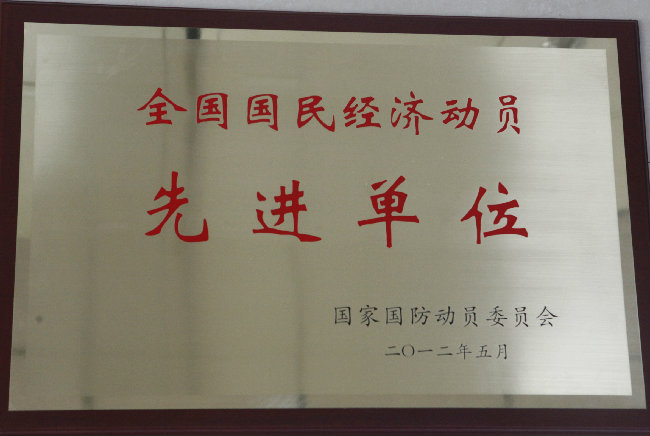 全国国民经济动员
先进单位
国家国防动员委员会
二〇一二年五月